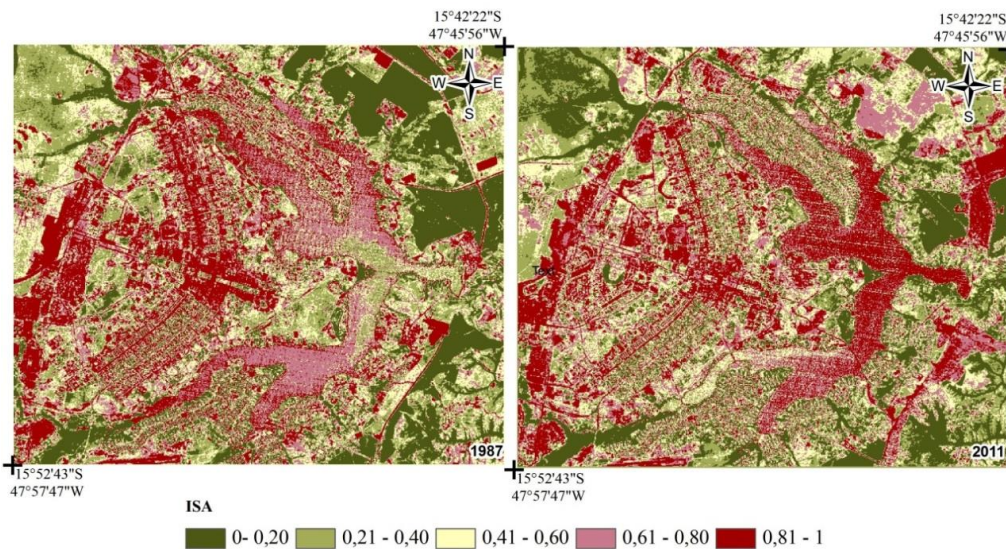 15°42'22"S
47°45'56"W
15°42'22"S
47°45'56"W
N
W E
S
N
W E
S
1987
2011
15°52'43"S
47°57'47"W
15°52'43"S
47°57'47"W
ISA
0- 0,20
0,21 - 0,40
0,41 - 0,60
0,61 - 0,80
0,81 - 1